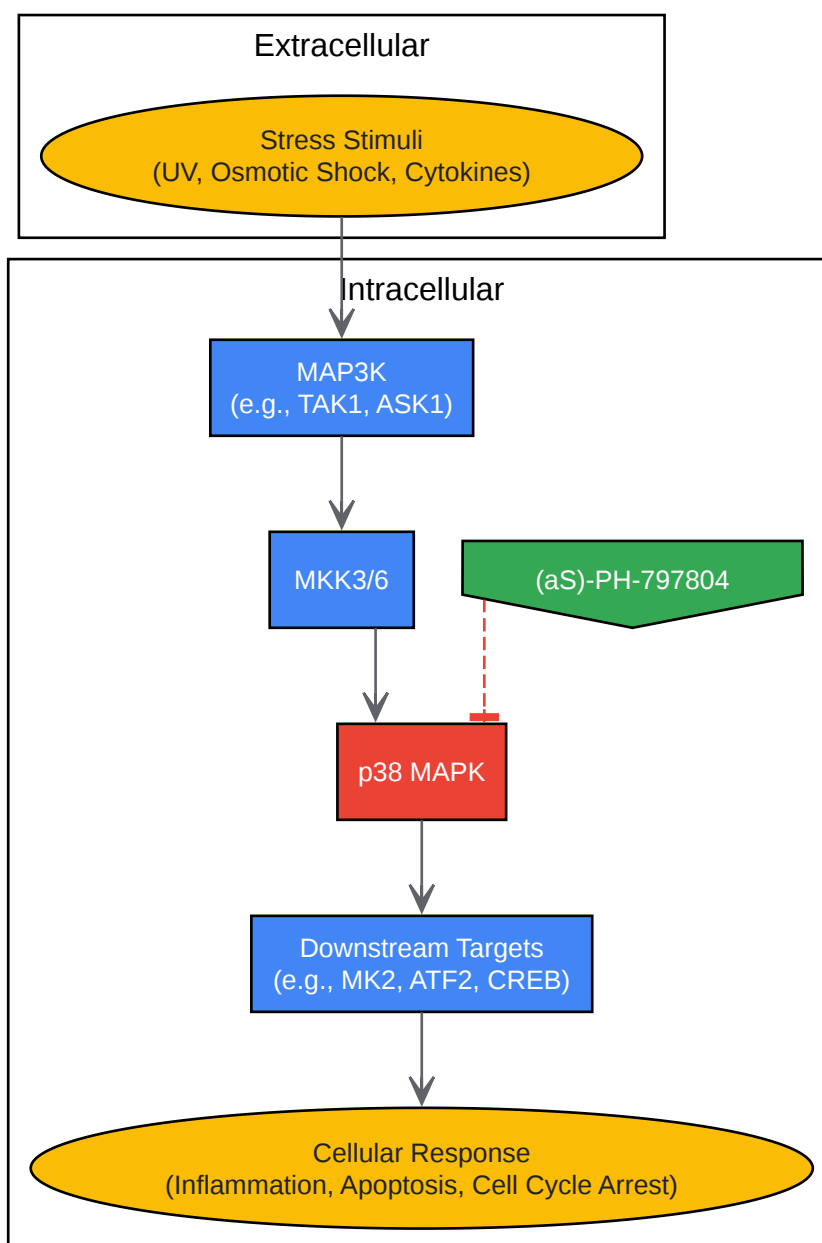 Extracellular
Stress Stimuli
(UV, Osmotic Shock, Cytokines)
Intracellular
MAP3K
(e.g., TAK1, ASK1)
MKK3/6
(aS)-PH-797804
p38 MAPK
Downstream Targets
(e.g., MK2, ATF2, CREB)
Cellular Response
(Inflammation, Apoptosis, Cell Cycle Arrest)